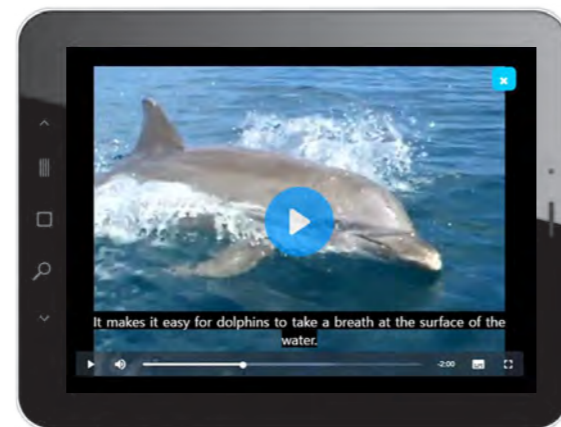 It makes it easy for dolphins to take a breath at the surface of the
water.
-2:00